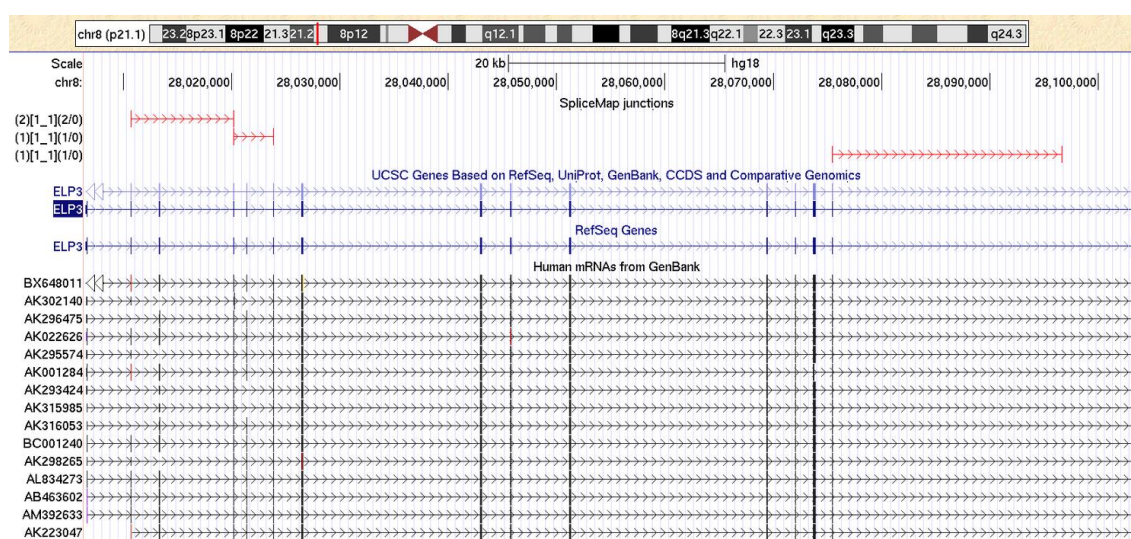 chr8 (p21.1) 23.2 8p23.1 8p22 21.3 21.2 8p12 q12.1 8q21.3 q22.1 22.3 23.1 q23.3 q24.3
Scale 20 kb hg18
chr8: 28,020,000 28,030,000 28,040,000 28,050,000 28,060,000 28,070,000 28,080,000 28,090,000 28,100,000
SpliceMap junctions
(2)[1_1](2/0)
(1)[1_1](1/0)
(1)[1_1](1/0)
UCSC Genes Based on RefSeq, UniProt, GenBank, CCDS and Comparative Genomics
ELP3
ELP3
RefSeq Genes
ELP3
Human mRNAs from GenBank
BX648011
AK302140
AK296475
AK022626
AK295574
AK001284
AK293424
AK315985
AK316053
BC001240
AK298265
AL834273
AB463602
AM392633
AK223047